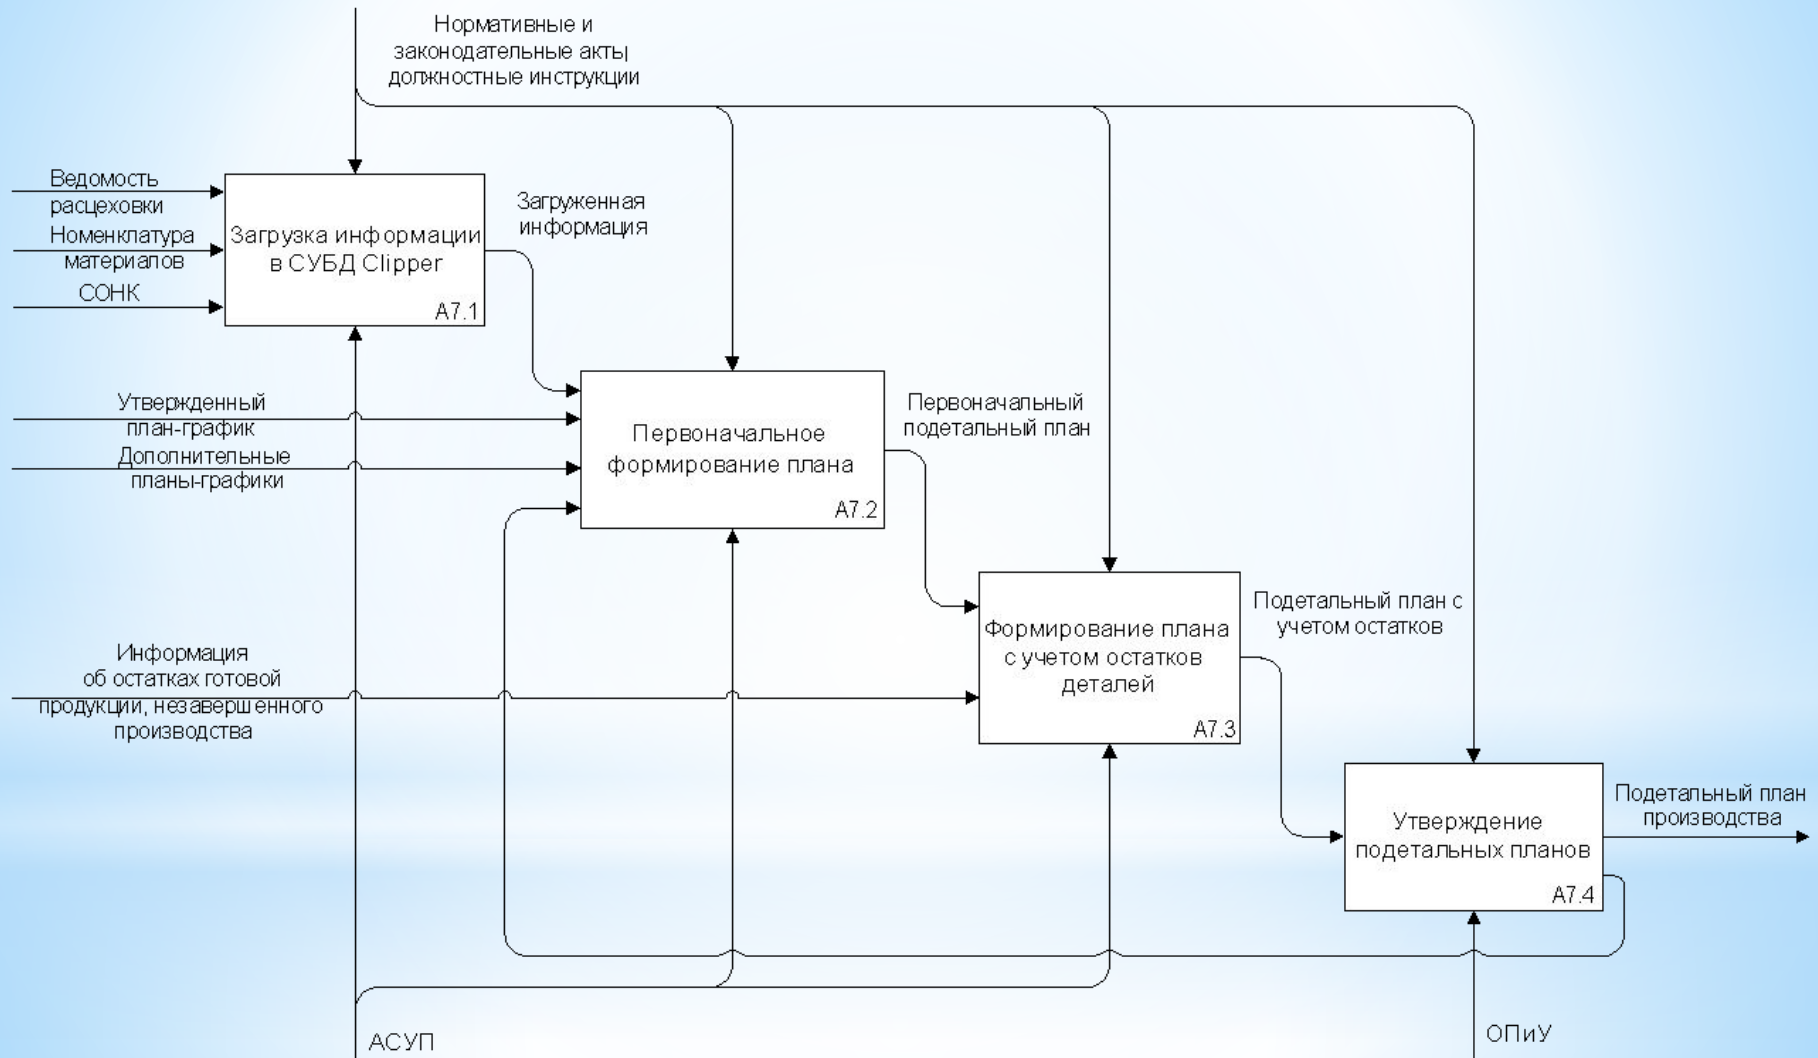 Нормативные и
законодательные акты,
должностные инструкции
Ведомость
расцеховки
Номенклатура
материалов
СОНК
Загрузка информации
в СУБД Clipper
A7.1
Загруженная
информация
Утвержденный
план-график
Дополнительные
планы-графики
Первоначальное
формирование плана
A7.2
Первоначальный
подетальный план
Информация
об остатках готовой
продукции, незавершенного
производства
Формирование плана
с учетом остатков
деталей
A7.3
Подетальный план с
учетом остатков
Утверждение
подетальных планов
A7.4
Подетальный план
производства
АСУП
ОПиУ